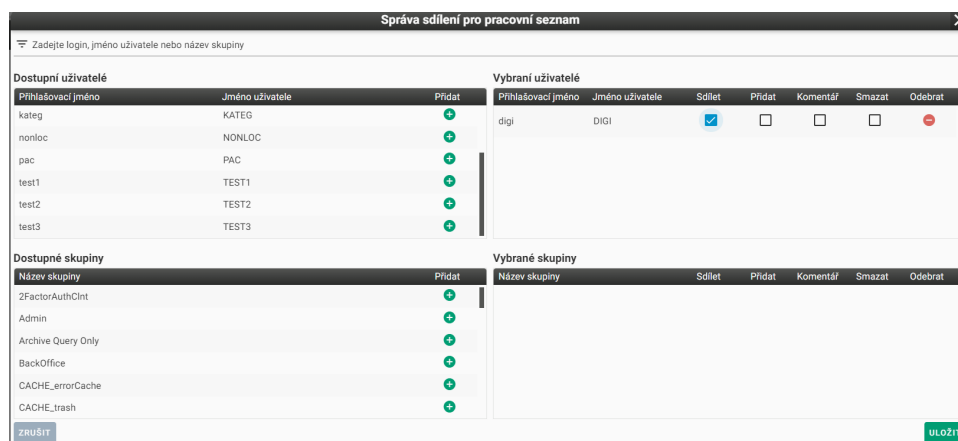 Správa sdílení pro pracovní seznam
Zadejte login, jméno uživatele nebo název skupiny
Dostupní uživatelé
Přihlašovací jméno Jméno uživatele Přidat
kateg KATEG
nonloc NONLOC
pac PAC
test1 TEST1
test2 TEST2
test3 TEST3
Vybraní uživatelé
Přihlašovací jméno Jméno uživatele Sdílet Přidat Komentář Smazat Odebrat
digi DIGI
Dostupné skupiny
Název skupiny Přidat
2FactorAuthClnt
Admin
Archive Query Only
BackOffice
CACHE_errorCache
CACHE_trash
Vybrané skupiny
Název skupiny Sdílet Přidat Komentář Smazat Odebrat
ZRUŠIT
ULOŽIT